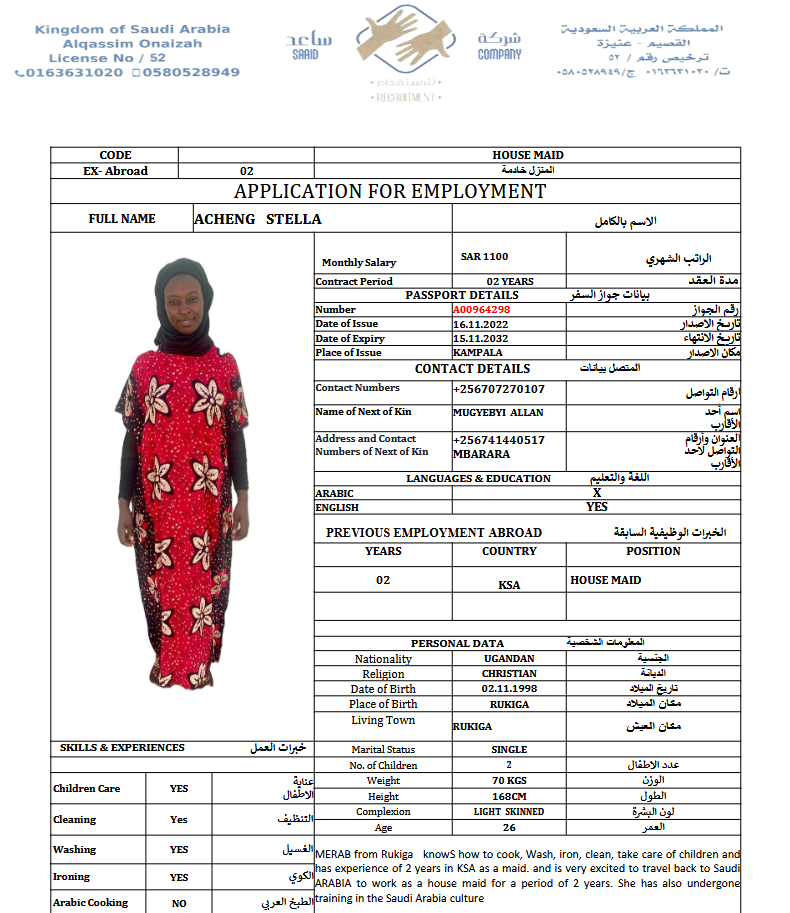 Kingdom of Saudi Arabia
Alqassim Onaizah
License No / 52
0163631020 0580528949
ساعد
SAAID
شركة
COMPANY
للاستقدام
RECRUITMENT
المملكة العربية السعودية
القصيم - عنيزة
ترخيص رقم / ٥٢
ت/ ٠١٦٣٦٣١٠٢٠ ج/ ٠٥٨٠٥٢٨٩٤٩
CODE HOUSE MAID
EX- Abroad 02 المنزل خادمة
APPLICATION FOR EMPLOYMENT
FULL NAME ACHENG STELLA الاسم بالكامل
Monthly Salary SAR 1100 الراتب الشهري
Contract Period 02 YEARS مدة العقد
PASSPORT DETAILS بيانات جواز السفر
Number A00964298 رقم الجواز
Date of Issue 16.11.2022 تاريخ الاصدار
Date of Expiry 15.11.2032 تاريخ الانتهاء
Place of Issue KAMPALA مكان الاصدار
CONTACT DETAILS المتصل بيانات
Contact Numbers +256707270107 ارقام التواصل
Name of Next of Kin MUGYEBYI ALLAN اسم أحد
الأقارب
Address and Contact +256741440517 العنوان وأرقام
Numbers of Next of Kin MBARARA التواصل لأحد
الأقارب
LANGUAGES & EDUCATION اللغة والتعليم
ARABIC X
ENGLISH YES
PREVIOUS EMPLOYMENT ABROAD الخبرات الوظيفية السابقة
YEARS COUNTRY POSITION
02 KSA HOUSE MAID
PERSONAL DATA المعلومات الشخصية
Nationality UGANDAN الجنسية
Religion CHRISTIAN الديانة
Date of Birth 02.11.1998 تاريخ الميلاد
Place of Birth RUKIGA مكان الميلاد
Living Town RUKIGA مكان العيش
SKILLS & EXPERIENCES خبرات العمل
Marital Status SINGLE
No. of Children 2 عدد الاطفال
Weight 70 KGS الوزن
Height 168CM الطول
Complexion LIGHT SKINNED لون البشرة
Age 26 العمر
Children Care YES عناية
الاطفال
Cleaning Yes التنظيف
Washing YES الغسيل
Ironing YES الكوي
Arabic Cooking NO الطبخ العربي
MERAB from Rukiga knowS how to cook, Wash, iron, clean, take care of children and
has experience of 2 years in KSA as a maid. and is very excited to travel back to Saudi
ARABIA to work as a house maid for a period of 2 years. She has also undergone
training in the Saudi Arabia culture